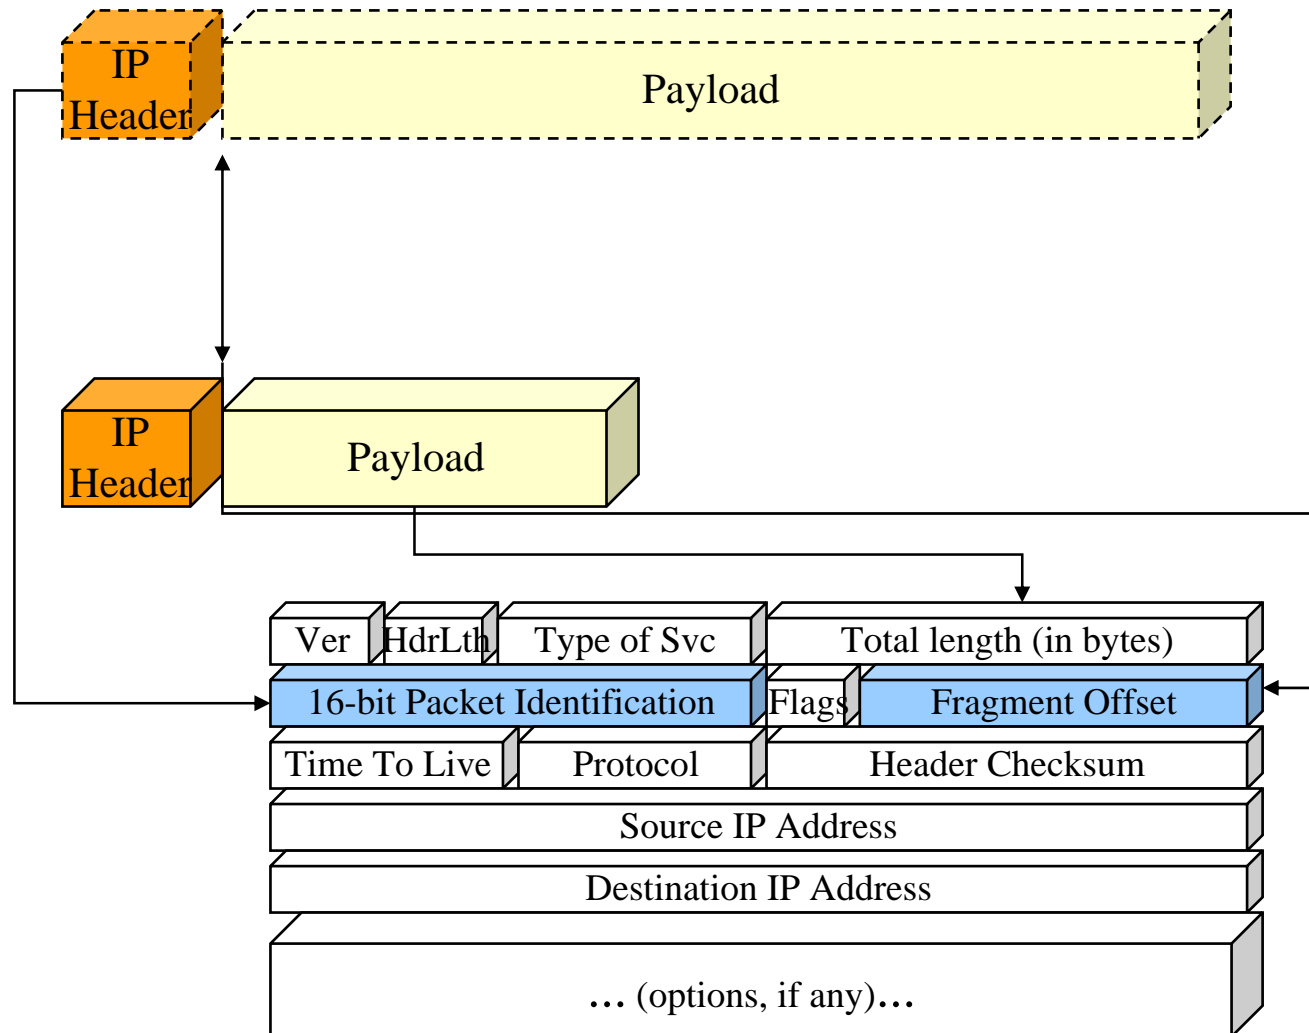 IP
Header
Payload
IP
Header
Payload
Ver HdrLth Type of Svc Total length (in bytes)
16-bit Packet Identification Flags Fragment Offset
Time To Live Protocol Header Checksum
Source IP Address
Destination IP Address
... (options, if any)...